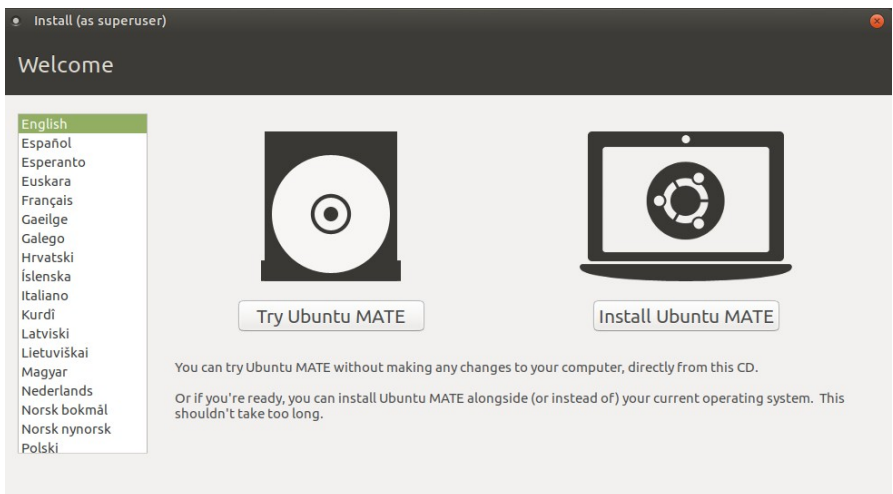 Install (as superuser)
Welcome
English
Español
Esperanto
Euskara
Français
Gaeilge
Galego
Hrvatski
Íslenska
Italiano
Kurdî
Latviski
Lietuviškai
Magyar
Nederlands
Norsk bokmål
Norsk nynorsk
Polski
Try Ubuntu MATE
Install Ubuntu MATE
You can try Ubuntu MATE without making any changes to your computer, directly from this CD.
Or if you're ready, you can install Ubuntu MATE alongside (or instead of) your current operating system. This
shouldn't take too long.